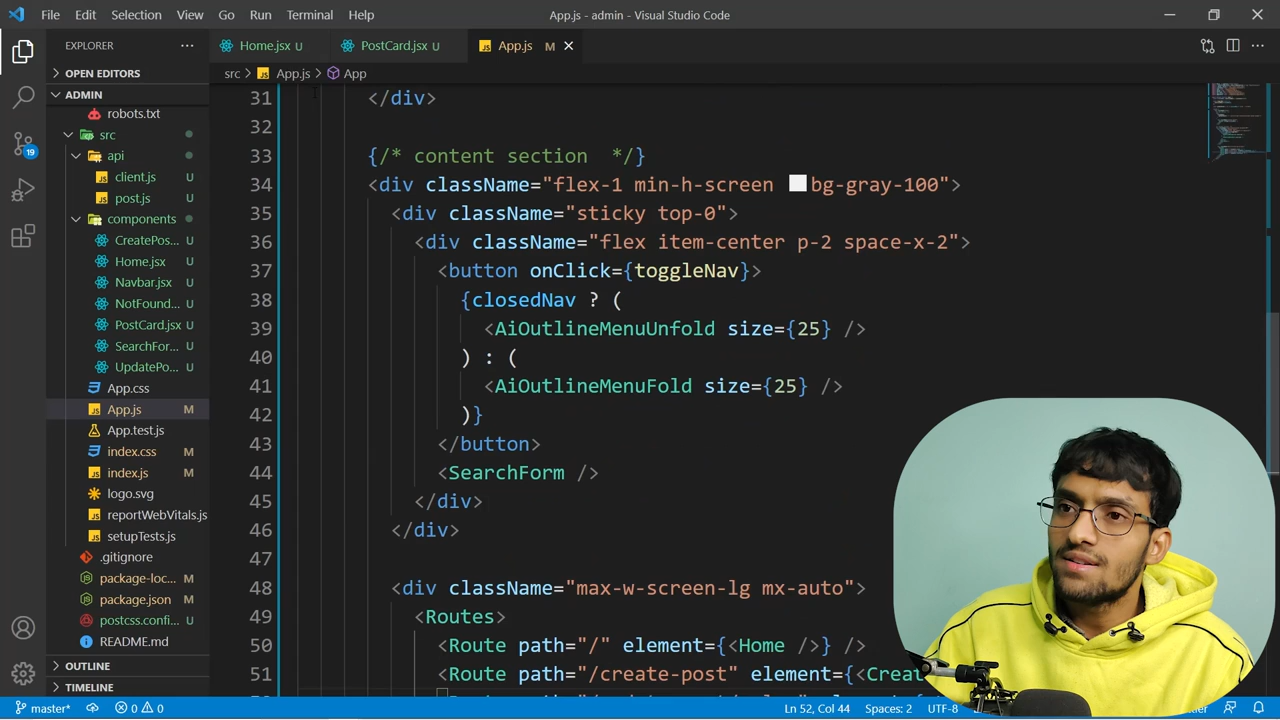 File Edit Selection View Go Run Terminal Help App.js - admin - Visual Studio Code
EXPLORER
OPEN EDITORS
ADMIN
robots.txt
src
api
client.js U
post.js U
components
CreatePos... U
Home.jsx U
Navbar.jsx U
NotFound... U
PostCard.jsx U
SearchFor... U
UpdatePo... U
App.css
App.js M
App.test.js
index.css M
index.js M
logo.svg
reportWebVitals.js
setupTests.js
.gitignore
package-loc... M
package.json M
postcss.confi... U
README.md
OUTLINE
TIMELINE
19
Home.jsx U PostCard.jsx U App.js M
src > App.js > App
31 </div>
32
33 {/* content section  */}
34 <div className="flex-1 min-h-screen bg-gray-100">
35 <div className="sticky top-0">
36 <div className="flex item-center p-2 space-x-2">
37 <button onClick={toggleNav}>
38 {closedNav ? (
39 <AiOutlineMenuUnfold size={25} />
40 ) : (
41 <AiOutlineMenuFold size={25} />
42 )}
43 </button>
44 <SearchForm />
45 </div>
46 </div>
47
48 <div className="max-w-screen-lg mx-auto">
49 <Routes>
50 <Route path="/" element={<Home />} />
51 <Route path="/create-post" element={<Creat
master* 0 0 Ln 52, Col 44 Spaces: 2 UTF-8